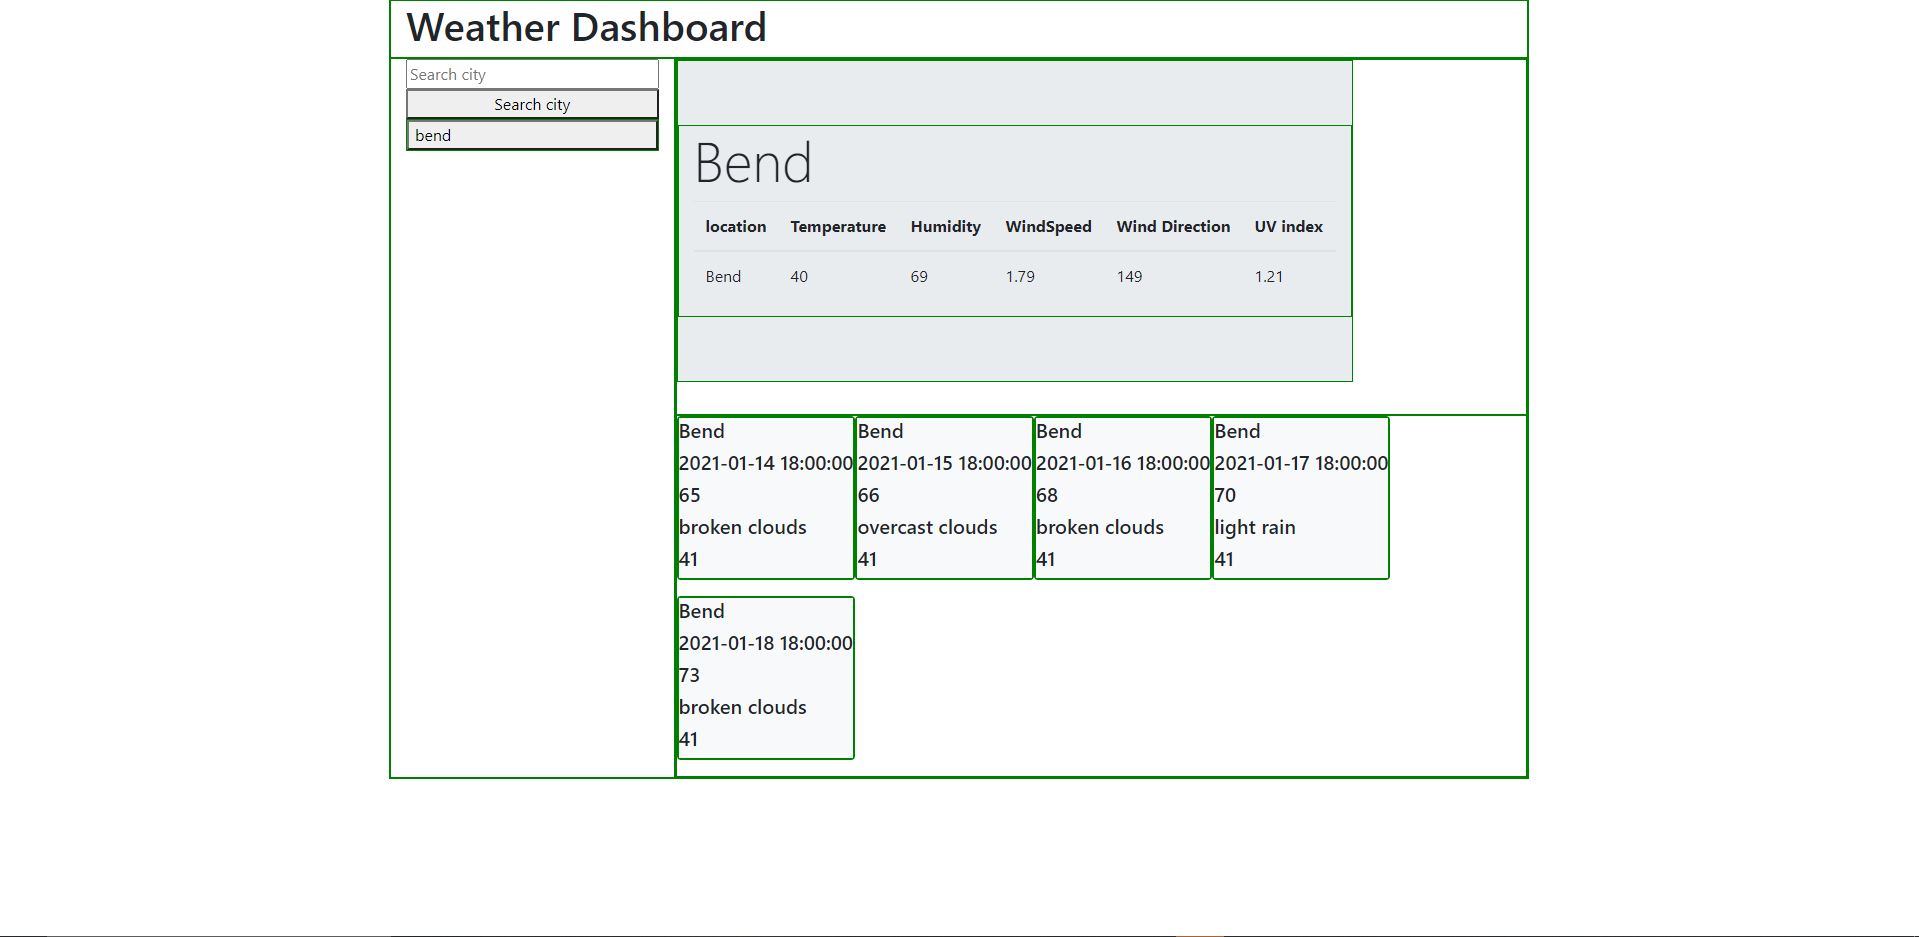 Weather Dashboard
Search city
Search city
bend
Bend
location Temperature Humidity WindSpeed Wind Direction UV index
Bend 40 69 1.79 149 1.21
Bend
2021-01-14 18:00:00
65
broken clouds
41
Bend
2021-01-15 18:00:00
66
overcast clouds
41
Bend
2021-01-16 18:00:00
68
broken clouds
41
Bend
2021-01-17 18:00:00
70
light rain
41
Bend
2021-01-18 18:00:00
73
broken clouds
41